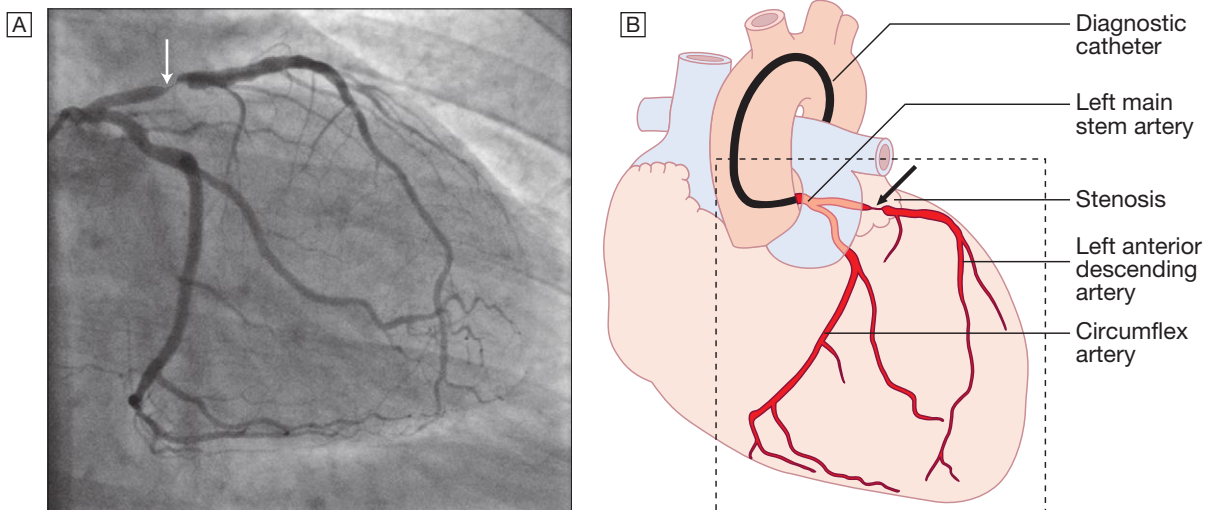 A
B
Diagnostic
catheter
Left main
stem artery
Stenosis
Left anterior
descending
artery
Circumflex
artery